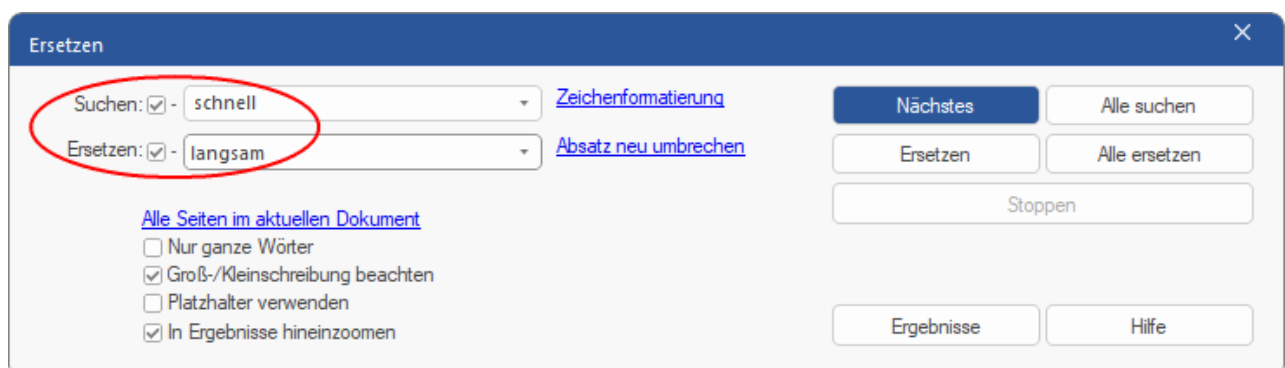 Ersetzen
Suchen: - schnell Zeichenformatierung Nächstes Alle suchen
Ersetzen: - langsam Absatz neu umbrechen Ersetzen Alle ersetzen
Stoppen
Alle Seiten im aktuellen Dokument
Nur ganze Wörter
Groß-/Kleinschreibung beachten
Platzhalter verwenden
In Ergebnisse hineinzoomen Ergebnisse Hilfe